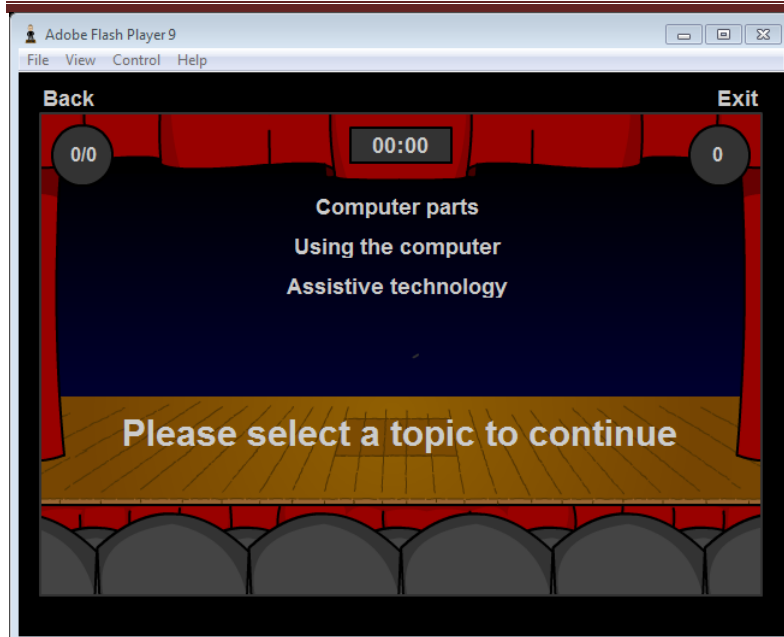 Adobe Flash Player 9
File View Control Help
Back Exit
0/0 00:00 0
Computer parts
Using the computer
Assistive technology
Please select a topic to continue